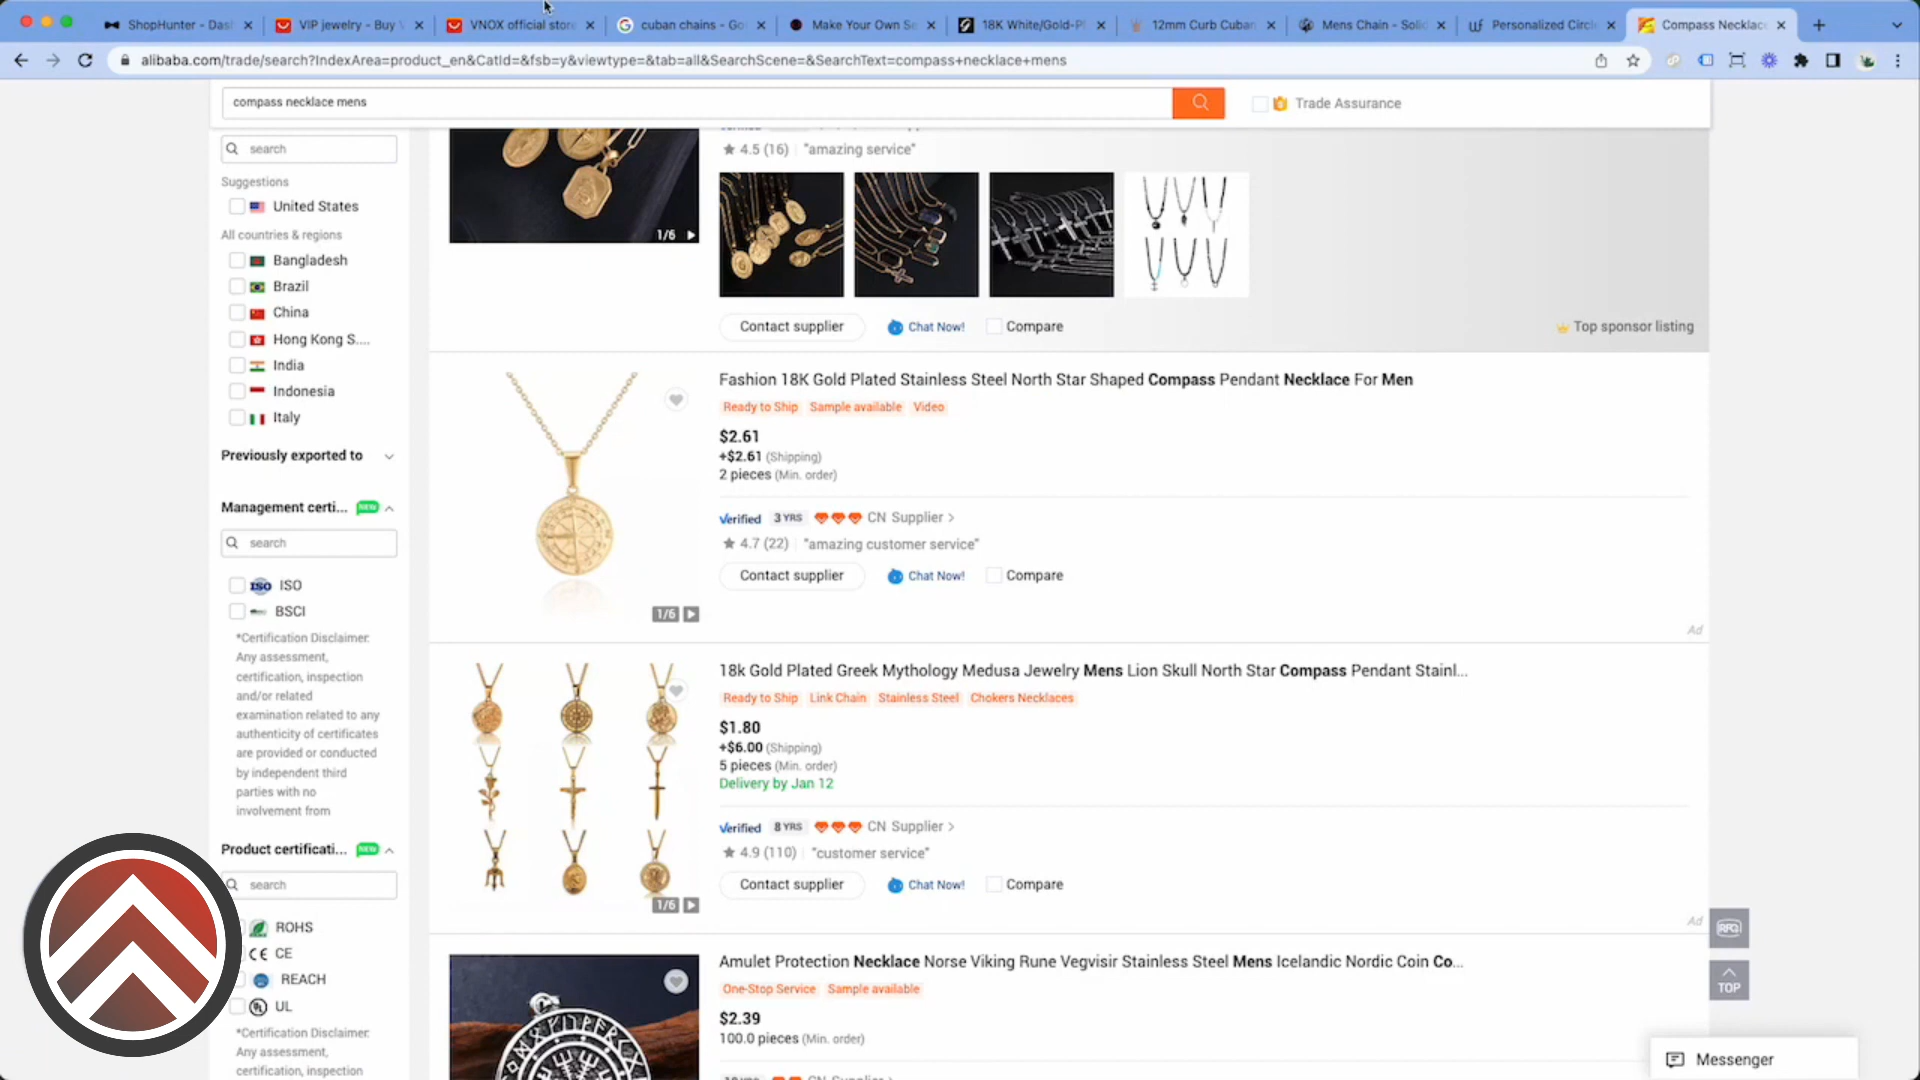 ShopHunter - Das
VIP jewelry - Buy V
VNOX official store
cuban chains - Go
Make Your Own Se
18K White/Gold-Pl
12mm Curb Cuban
Mens Chain - Solid
Personalized Circle
Compass Necklace
alibaba.com/trade/search?IndexArea=product_en&CatId=&fsb=y&viewtype=&tab=all&SearchScene=&SearchText=compass+necklace+mens
compass necklace mens
Trade Assurance
search
Suggestions
United States
All countries & regions
Bangladesh
Brazil
China
Hong Kong S....
India
Indonesia
Italy
Previously exported to
Management certi... NEW
search
ISO ISO
BSCI
*Certification Disclaimer:
Any assessment,
certification, inspection
and/or related
examination related to any
authenticity of certificates
are provided or conducted
by independent third
parties with no
involvement from
Product certificati... NEW
search
ROHS
CE CE
REACH
UL UL
*Certification Disclaimer:
Any assessment,
certification, inspection
1/6
4.5 (16) "amazing service"
Contact supplier Chat Now! Compare
Top sponsor listing
Fashion 18K Gold Plated Stainless Steel North Star Shaped Compass Pendant Necklace For Men
Ready to Ship Sample available Video
$2.61
+$2.61 (Shipping)
2 pieces (Min. order)
Verified 3 YRS CN Supplier >
4.7 (22) "amazing customer service"
Contact supplier Chat Now! Compare
1/6
Ad
18k Gold Plated Greek Mythology Medusa Jewelry Mens Lion Skull North Star Compass Pendant Stainl...
Ready to Ship Link Chain Stainless Steel Chokers Necklaces
$1.80
+$6.00 (Shipping)
5 pieces (Min. order)
Delivery by Jan 12
Verified 8 YRS CN Supplier >
4.9 (110) "customer service"
Contact supplier Chat Now! Compare
1/6
Ad
RFQ
TOP
Amulet Protection Necklace Norse Viking Rune Vegvisir Stainless Steel Mens Icelandic Nordic Coin Co...
One-Stop Service Sample available
$2.39
100.0 pieces (Min. order)
CN Supplier >
Messenger